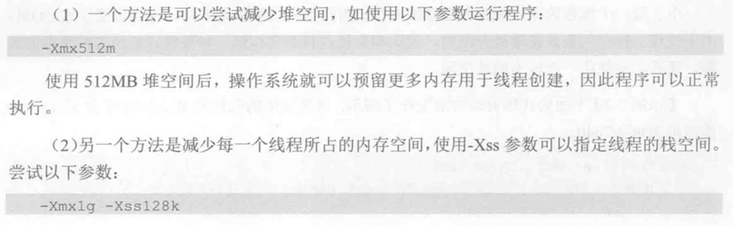 （1）一个方法是可以尝试减少堆空间，如使用以下参数运行程序：
-Xmx512m
使用 512MB 堆空间后，操作系统就可以预留更多内存用于线程创建，因此程序可以正常
执行。
（2）另一个方法是减少每一个线程所占的内存空间，使用-Xss 参数可以指定线程的栈空间。
尝试以下参数：
-Xmx1g -Xss128k